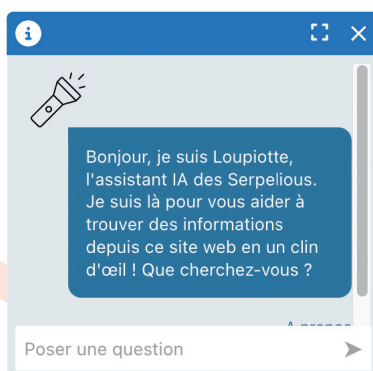 Bonjour, je suis Loupiotte,
l'assistant IA des Serpelious.
Je suis là pour vous aider à
trouver des informations
depuis ce site web en un clin
d'œil ! Que cherchez-vous ?
Poser une question